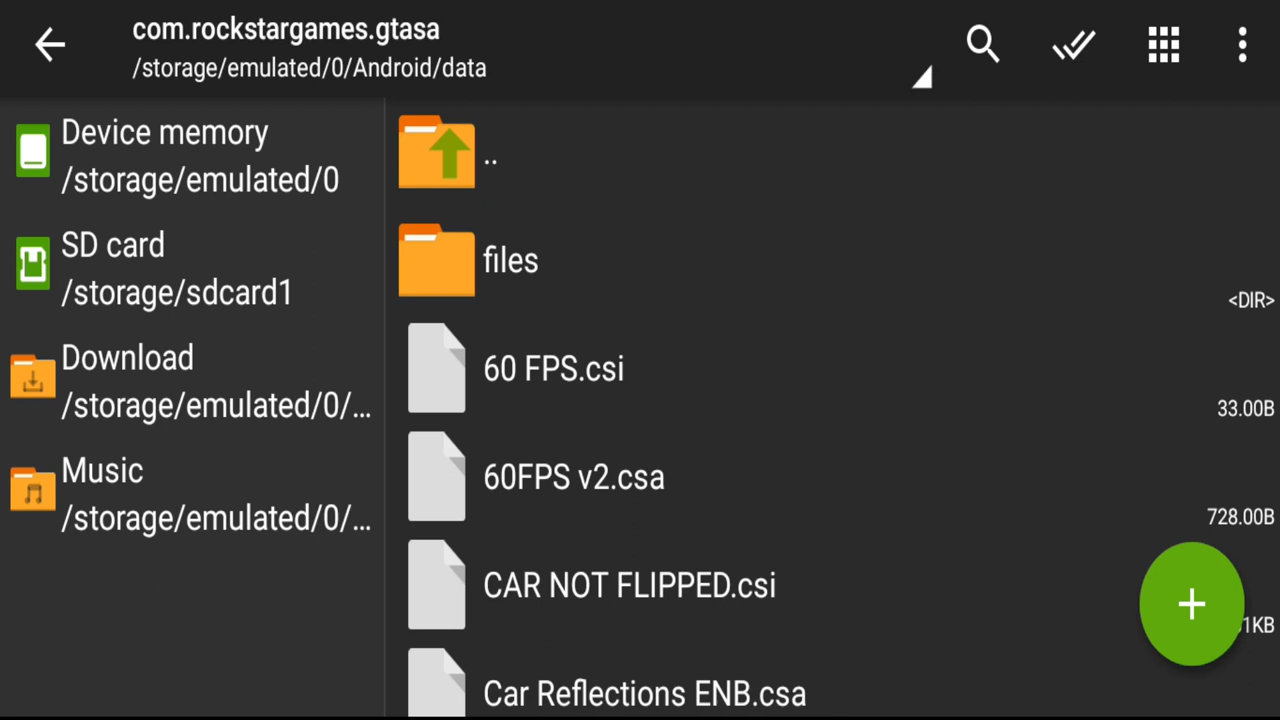 com.rockstargames.gtasa
/storage/emulated/0/Android/data
Device memory
/storage/emulated/0
SD card
/storage/sdcard1
Download
/storage/emulated/0/...
Music
/storage/emulated/0/...
..
files
<DIR>
60 FPS.csi
33.00B
60FPS v2.csa
728.00B
CAR NOT FLIPPED.csi
1KB
Car Reflections ENB.csa